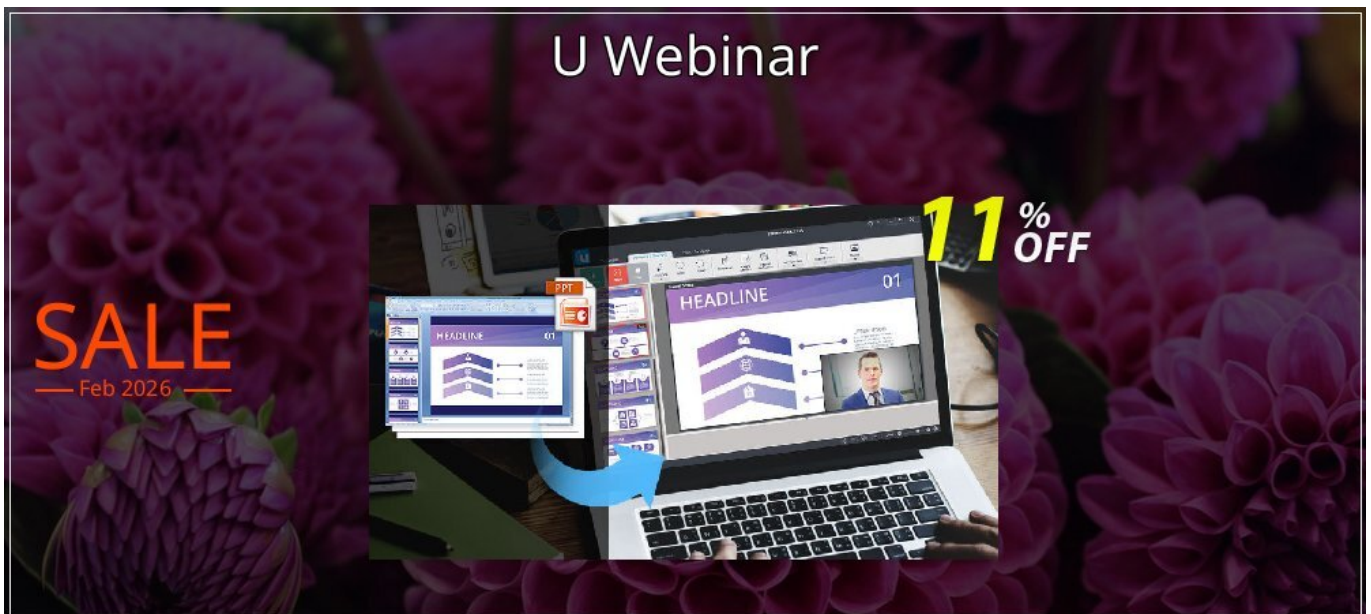 U Webinar
11%
OFF
SALE
Feb 2026
PPT
HEADLINE 01
HEADLINE 01